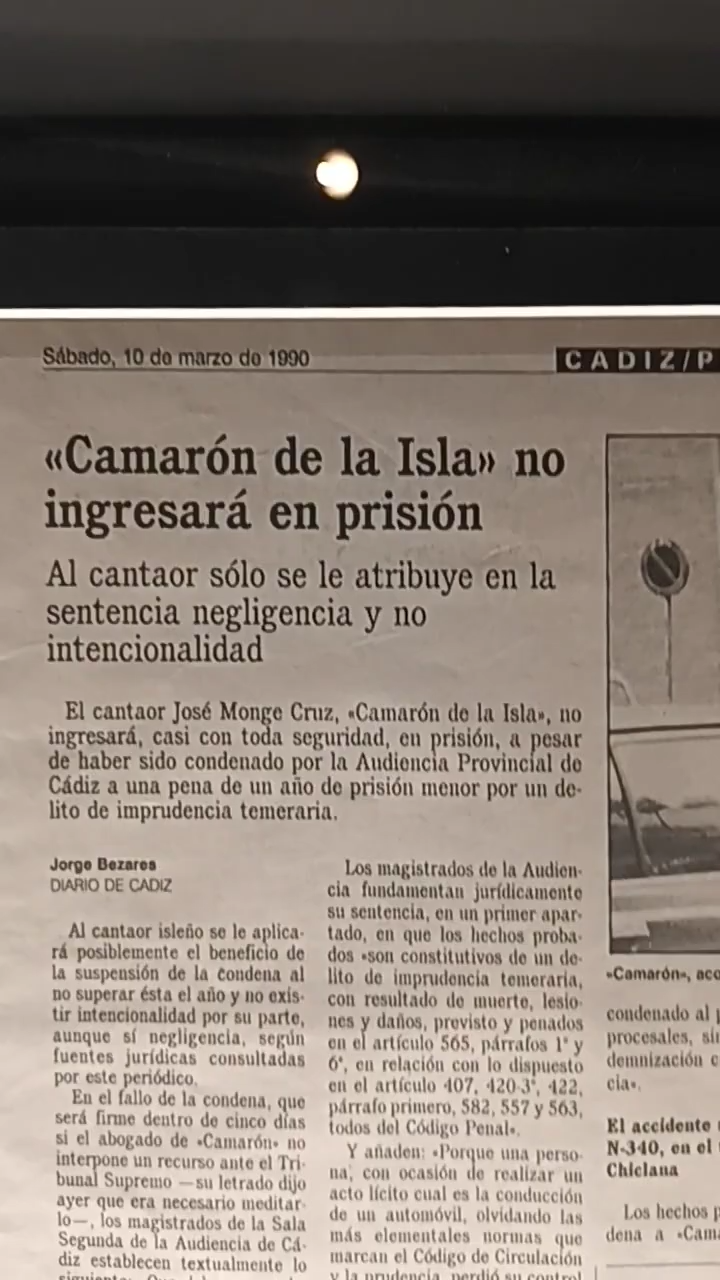 Sábado, 10 de marzo de 1990
CADIZ/P
«Camarón de la Isla» no
ingresará en prisión
Al cantaor sólo se le atribuye en la
sentencia negligencia y no
intencionalidad
El cantaor José Monge Cruz, «Camarón de la Isla», no
ingresará, casi con toda seguridad, en prisión, a pesar
de haber sido condenado por la Audiencia Provincial de
Cádiz a una pena de un año de prisión menor por un de-
lito de imprudencia temeraria.
Jorge Bezares
DIARIO DE CADIZ
Al cantaor isleño se le aplica-
rá posiblemente el beneficio de
la suspensión de la condena al
no superar ésta el año y no exis-
tir intencionalidad por su parte,
aunque sí negligencia, según
fuentes jurídicas consultadas
por este periódico.
En el fallo de la condena, que
será firme dentro de cinco días
si el abogado de «Camarón» no
interpone un recurso ante el Tri-
bunal Supremo —su letrado dijo
ayer que era necesario meditar-
lo—, los magistrados de la Sala
Segunda de la Audiencia de Cá-
diz establecen textualmente lo
Los magistrados de la Audien-
cia fundamentan jurídicamente
su sentencia, en un primer apar-
tado, en que los hechos proba-
dos «son constitutivos de un de-
lito de imprudencia temeraria,
con resultado de muerte, lesio-
nes y daños, previsto y penados
en el artículo 565, párrafos 1º y
6º, en relación con lo dispuesto
en el artículo 407, 420-3º, 422,
párrafo primero, 582, 557 y 563,
todos del Código Penal».
Y añaden: «Porque una perso-
na, con ocasión de realizar un
acto lícito cual es la conducción
de un automóvil, olvidando las
más elementales normas que
marcan el Código de Circulación
y la prudencia, perdió su control
«Camarón», aco
condenado al p
procesales, sin
demnización c
cia».
El accidente
N-340, en el
Chiclana
Los hechos p
dena a «Cama